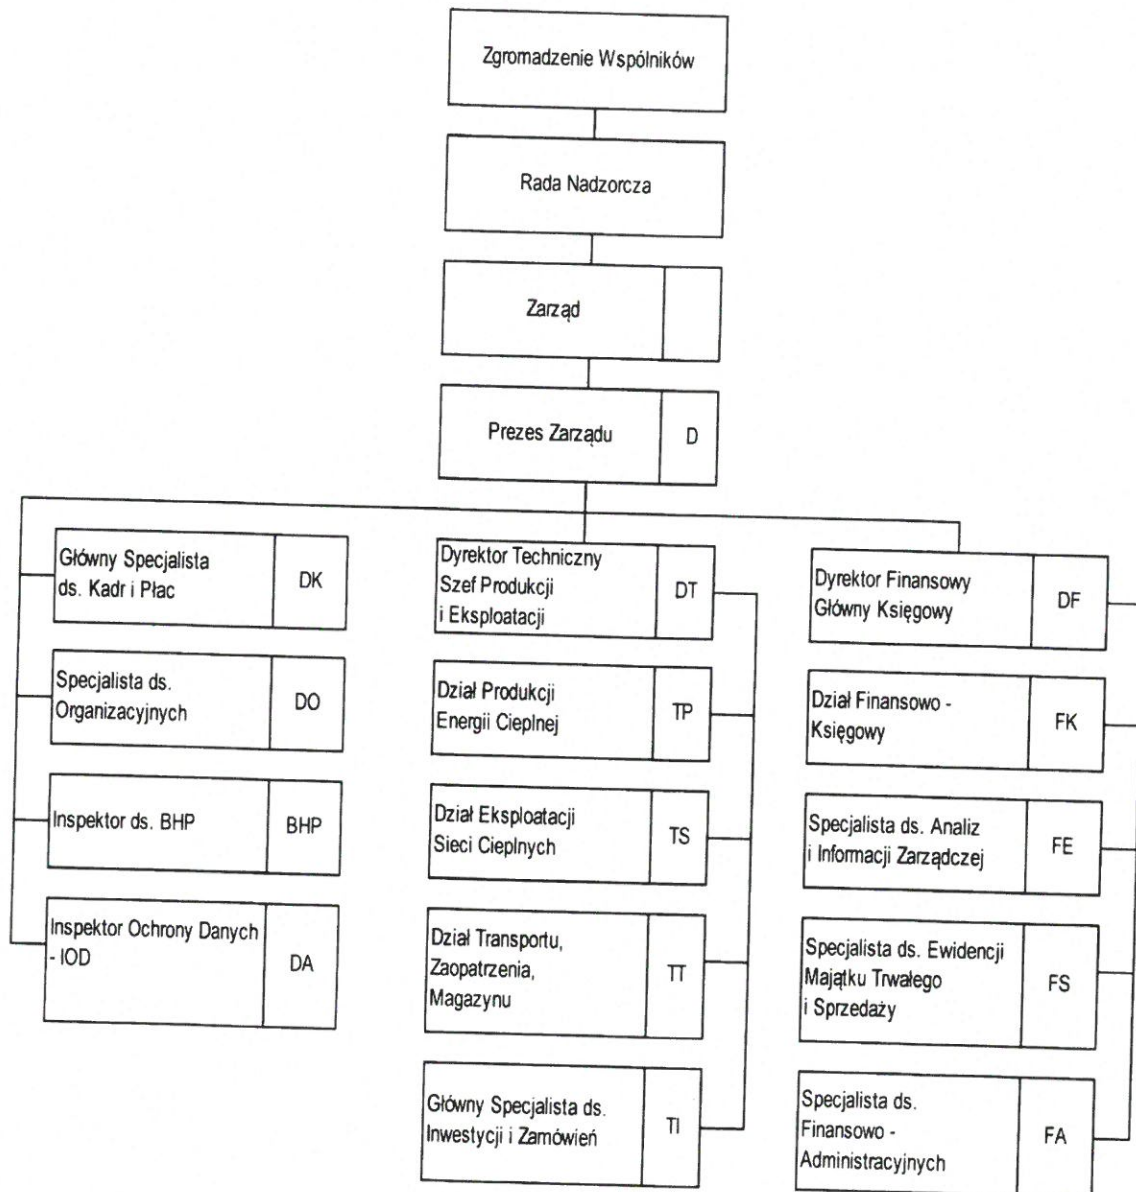 Zgromadzenie Wspólników
Rada Nadzorcza
Zarząd
Prezes Zarządu
D
Główny Specjalista
ds. Kadr i Płac
DK
Specjalista ds.
Organizacyjnych
DO
Inspektor ds. BHP
BHP
Inspektor Ochrony Danych
- IOD
DA
Dyrektor Techniczny
Szef Produkcji
i Eksploatacji
DT
Dział Produkcji
Energii Cieplnej
TP
Dział Eksploatacji
Sieci Cieplnych
TS
Dział Transportu,
Zaopatrzenia,
Magazynu
TT
Główny Specjalista ds.
Inwestycji i Zamówień
TI
Dyrektor Finansowy
Główny Księgowy
DF
Dział Finansowo -
Księgowy
FK
Specjalista ds. Analiz
i Informacji Zarządczej
FE
Specjalista ds. Ewidencji
Majątku Trwałego
i Sprzedaży
FS
Specjalista ds.
Finansowo -
Administracyjnych
FA